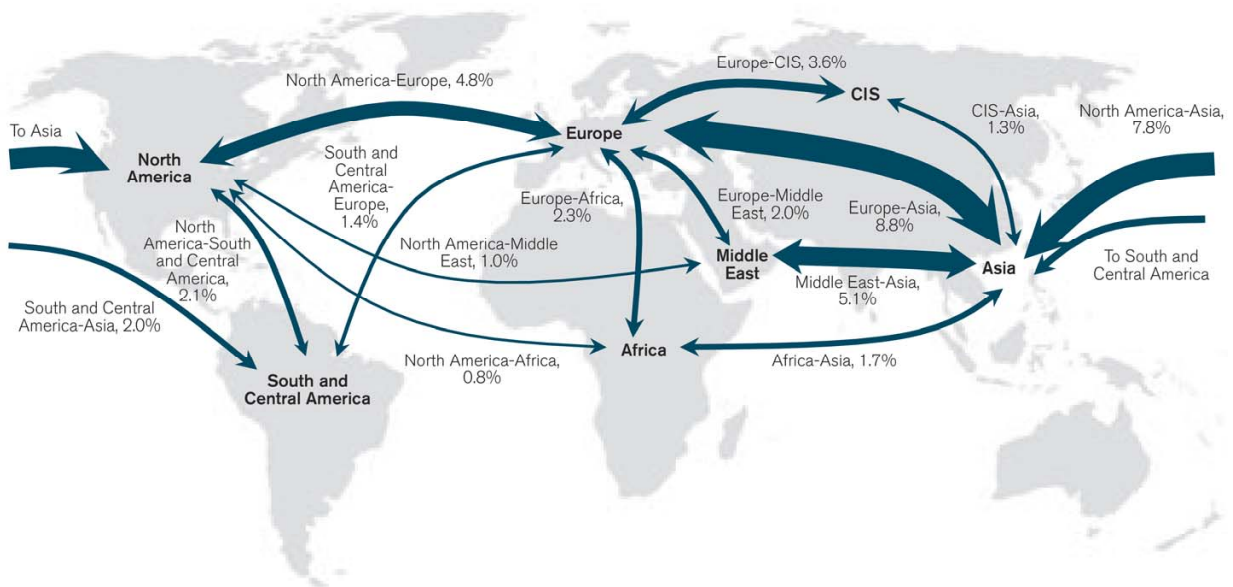 Europe-CIS, 3.6%
North America-Europe, 4.8%
CIS
CIS-Asia,
1.3%
North America-Asia,
7.8%
To Asia
Europe
North
America
South and
Central
America-
Europe,
1.4%
Europe-Africa,
2.3%
Europe-Middle
East, 2.0%
Europe-Asia,
8.8%
North
America-South
and Central
America,
2.1%
North America-Middle
East, 1.0%
Middle
East
Asia
To South and
Central America
Middle East-Asia,
5.1%
South and Central
America-Asia, 2.0%
Africa
North America-Africa,
0.8%
Africa-Asia, 1.7%
South and
Central America